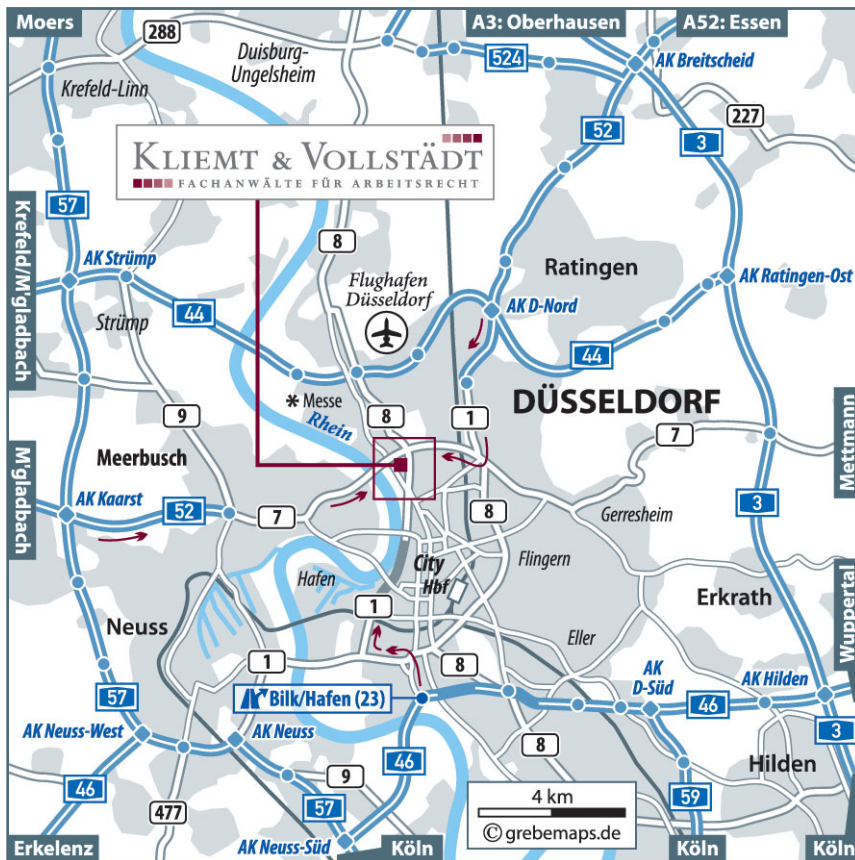 Moers
A3: Oberhausen
A52: Essen
288
Duisburg-
Ungelsheim
524
AK Breitscheid
Krefeld-Linn
52
227
3
KLIEMT & VOLLSTÄDT
FACHANWÄLTE FÜR ARBEITSRECHT
57
Krefeld/M'gladbach
8
AK Strümp
Flughafen
Düsseldorf
Ratingen
AK Ratingen-Ost
AK D-Nord
Strümp
44
44
* Messe
Rhein
8
1
DÜSSELDORF
9
7
Mettmann
Meerbusch
M'gladbach
AK Kaarst
52
7
3
8
Gerresheim
City
Hbf
Flingern
Hafen
Erkrath
Wuppertal
1
Neuss
Eller
1
8
AK
D-Süd
AK Hilden
57
Bilk/Hafen (23)
46
46
AK Neuss-West
AK Neuss
8
3
46
9
Hilden
46
57
4 km
59
477
© grebemaps.de
Erkelenz
AK Neuss-Süd
Köln
Köln
Köln